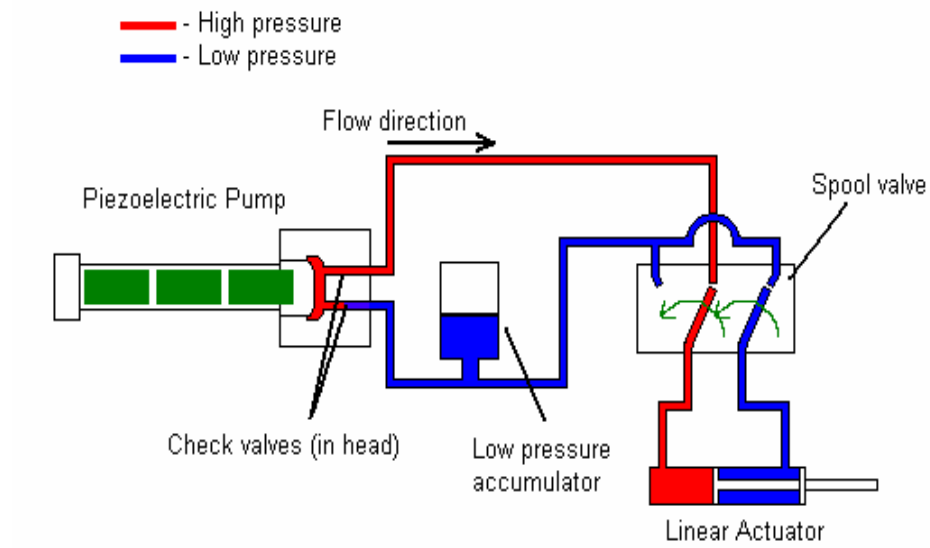 - High pressure
- Low pressure
Flow direction
Piezoelectric Pump
Spool valve
Check valves (in head)
Low pressure
accumulator
Linear Actuator